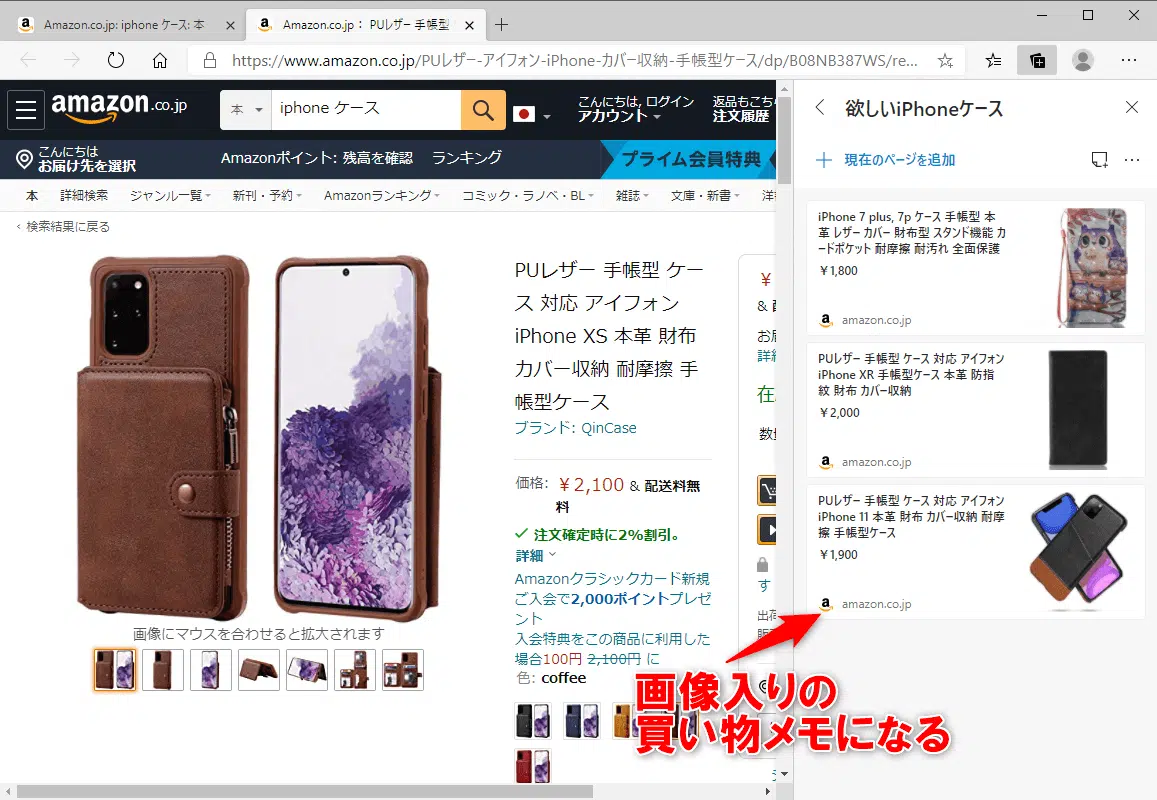 Amazon.co.jp: iphone ケース: 本
Amazon.co.jp： PUレザー 手帳型
https://www.amazon.co.jp/PUレザー-アイフォン-iPhone-カバー収納-手帳型ケース/dp/B08NB387WS/re...
amazon.co.jp
本
iphone ケース
こんにちは, ログイン
アカウント
返品もこち
注文履歴
こんにちは
お届け先を選択
Amazonポイント: 残高を確認
ランキング
プライム会員特典
本
詳細検索
ジャンル一覧
新刊・予約
Amazonランキング
コミック・ラノベ・BL
雑誌
文庫・新書
検索結果に戻る
画像にマウスを合わせると拡大されます
PUレザー 手帳型 ケー
ス 対応 アイフォン
iPhone XS 本革 財布
カバー収納 耐摩擦 手
帳型ケース
ブランド: QinCase
価格: ￥2,100 & 配送料無
料
注文確定時に2%割引。
詳細
Amazonクラシックカード新規
ご入会で2,000ポイントプレゼ
ント
入会特典をこの商品に利用した
場合100円 2,100円 に
色: coffee
￥
お届
詳細
在
数量
す
出荷
欲しいiPhoneケース
現在のページを追加
iPhone 7 plus, 7p ケース 手帳型 本
革 レザー カバー 財布型 スタンド機能 カ
ードポケット 耐摩擦 耐汚れ 全面保護
￥1,800
amazon.co.jp
PUレザー 手帳型 ケース 対応 アイフォン
iPhone XR 手帳型ケース 本革 防指
紋 財布 カバー収納
￥2,000
amazon.co.jp
PUレザー 手帳型 ケース 対応 アイフォン
iPhone 11 本革 財布 カバー収納 耐摩
擦 手帳型ケース
￥1,900
amazon.co.jp
画像入りの
買い物メモになる